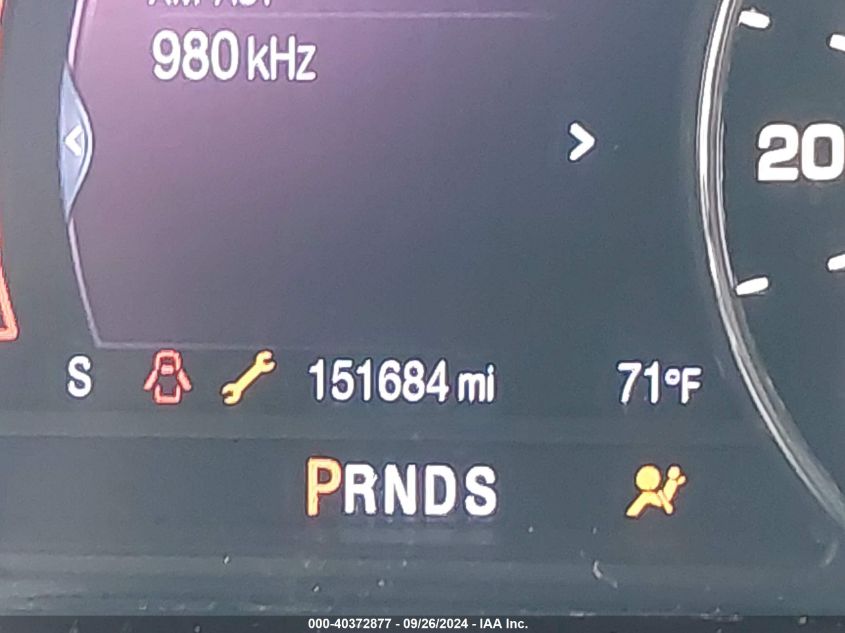 980 kHz
20
S 151684 mi 71°F
PRNDS
000-40372877 - 09/26/2024 - IAA Inc.